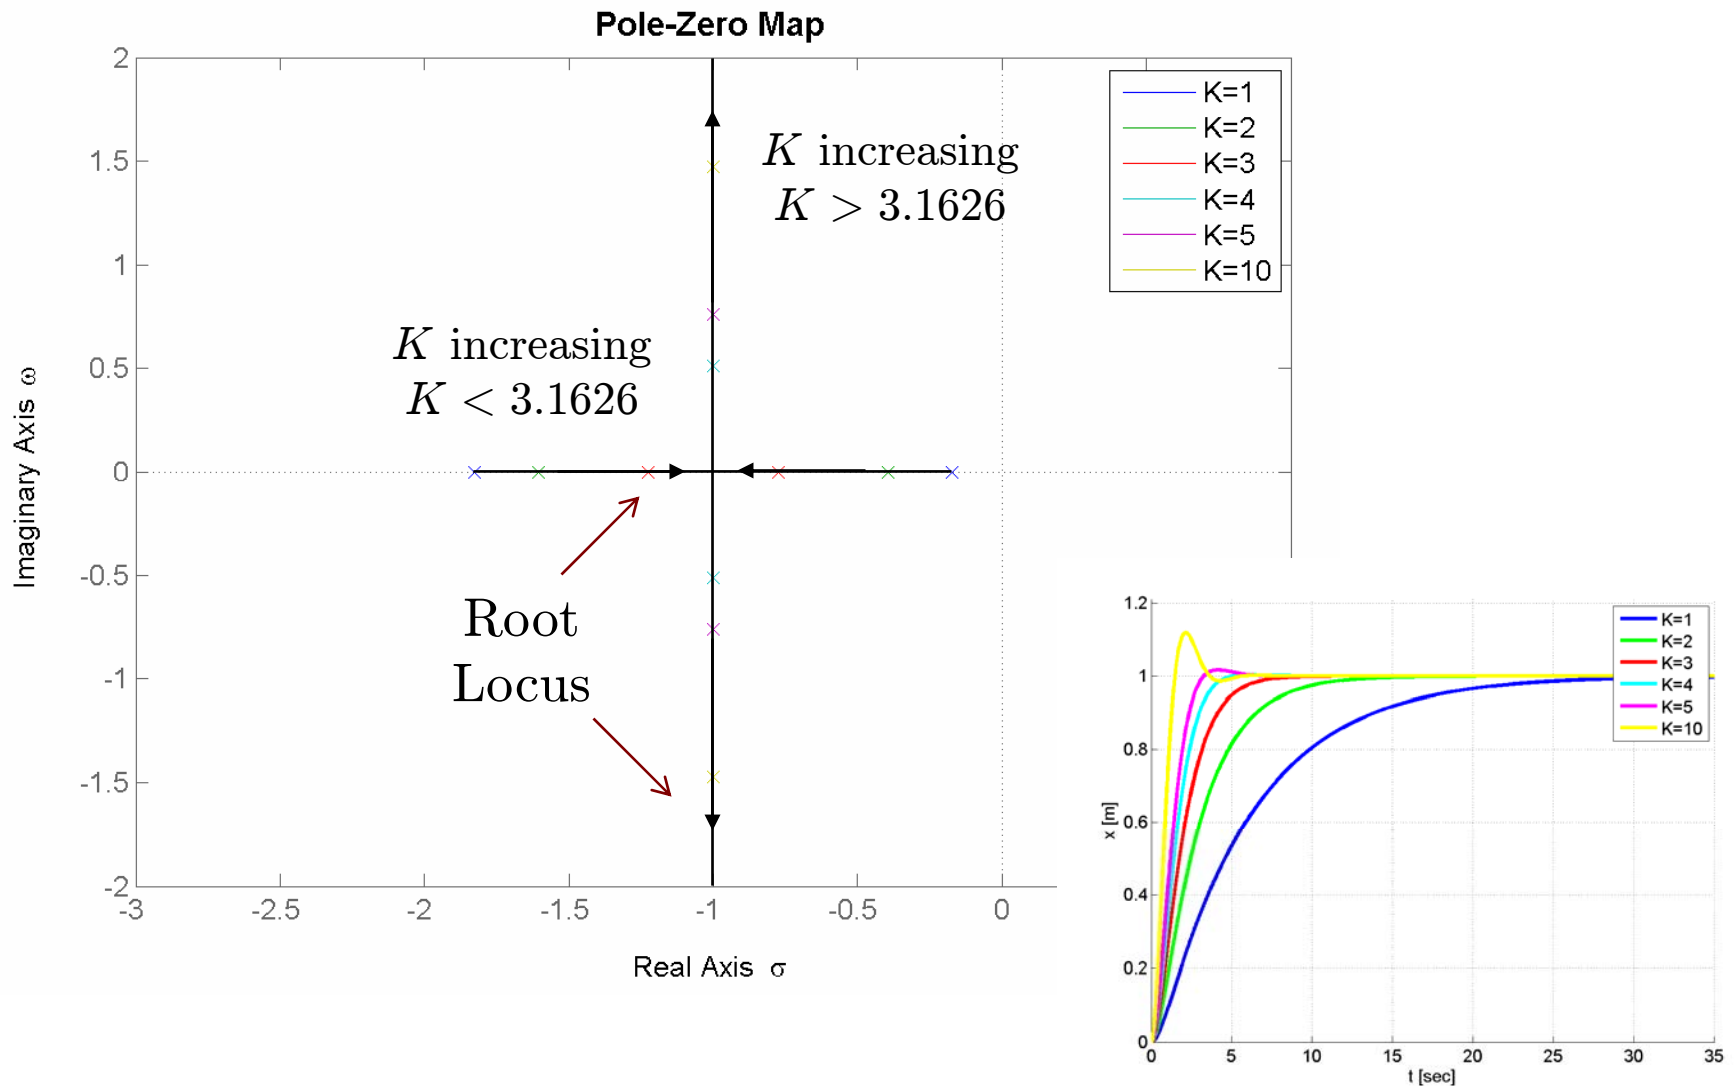 Pole-Zero Map
2
1.5
1
0.5
0
-0.5
-1
-1.5
-2
-3
-2.5
-2
-1.5
-1
-0.5
0
Imaginary Axis ω
Real Axis σ
K=1
K=2
K=3
K=4
K=5
K=10
K increasing
K > 3.1626
K increasing
K < 3.1626
Root
Locus
1.2
1
0.8
0.6
0.4
0.2
0
0
5
10
15
20
25
30
35
x [m]
t [sec]
K=1
K=2
K=3
K=4
K=5
K=10